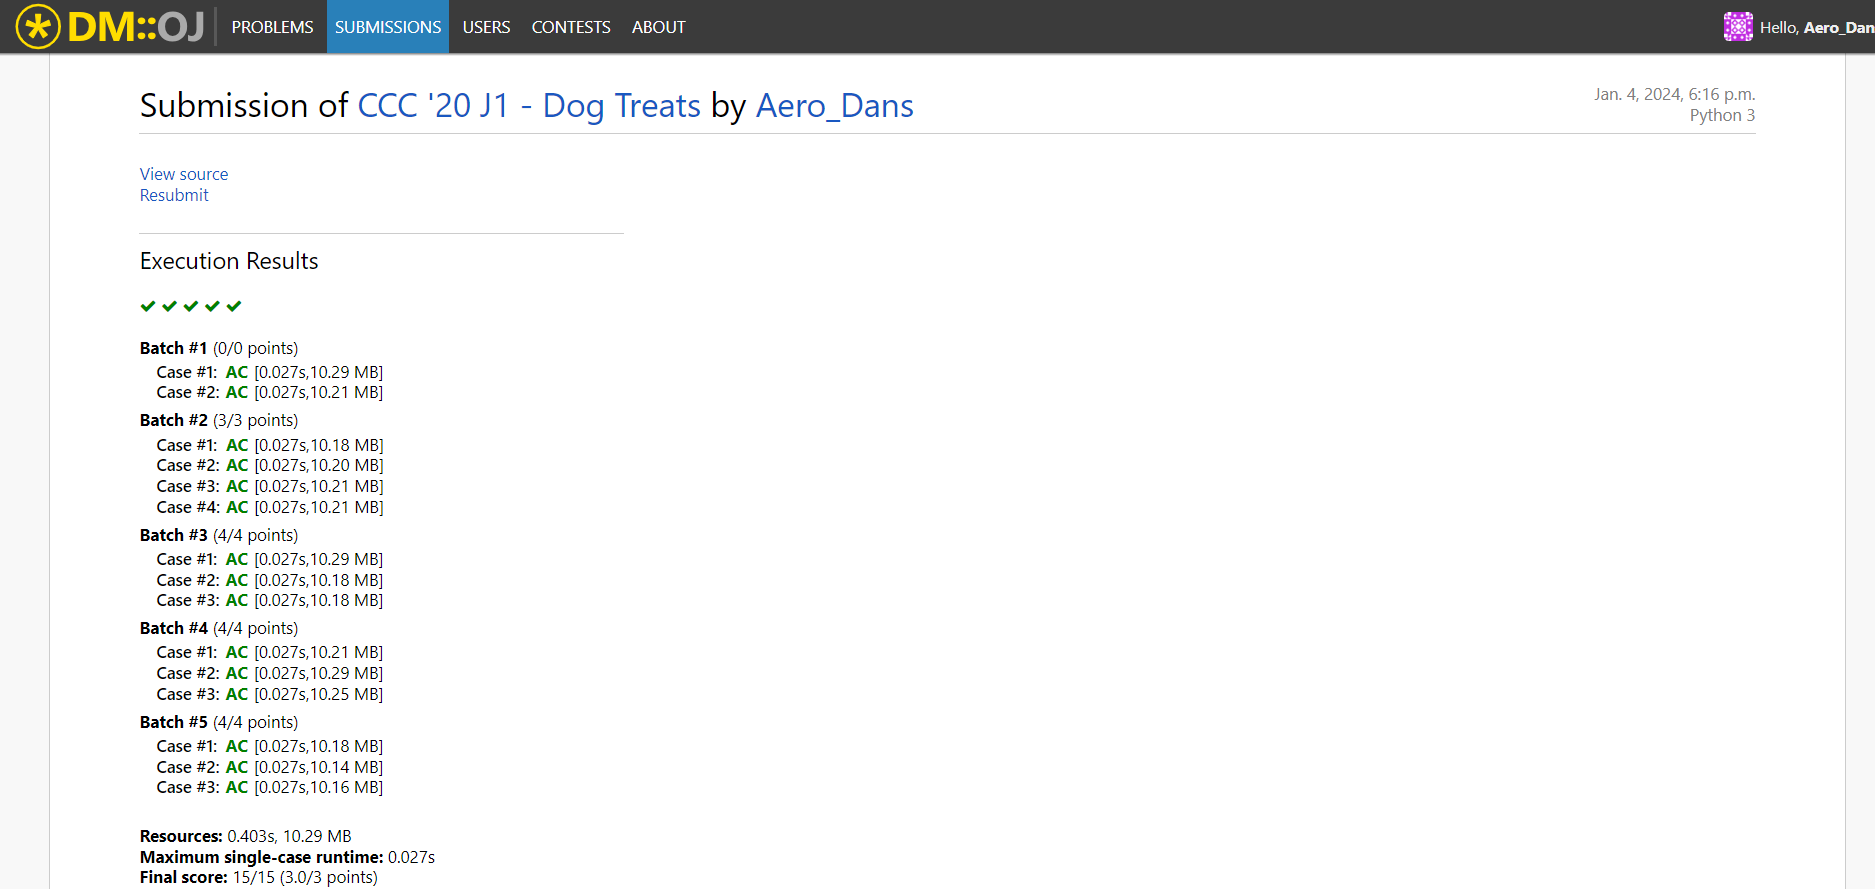 DM::OJ PROBLEMS SUBMISSIONS USERS CONTESTS ABOUT Hello, Aero_Dan
Submission of CCC '20 J1 - Dog Treats by Aero_Dans
Jan. 4, 2024, 6:16 p.m.
Python 3
View source
Resubmit
Execution Results
Batch #1 (0/0 points)
Case #1: AC [0.027s,10.29 MB]
Case #2: AC [0.027s,10.21 MB]
Batch #2 (3/3 points)
Case #1: AC [0.027s,10.18 MB]
Case #2: AC [0.027s,10.20 MB]
Case #3: AC [0.027s,10.21 MB]
Case #4: AC [0.027s,10.21 MB]
Batch #3 (4/4 points)
Case #1: AC [0.027s,10.29 MB]
Case #2: AC [0.027s,10.18 MB]
Case #3: AC [0.027s,10.18 MB]
Batch #4 (4/4 points)
Case #1: AC [0.027s,10.21 MB]
Case #2: AC [0.027s,10.29 MB]
Case #3: AC [0.027s,10.25 MB]
Batch #5 (4/4 points)
Case #1: AC [0.027s,10.18 MB]
Case #2: AC [0.027s,10.14 MB]
Case #3: AC [0.027s,10.16 MB]
Resources: 0.403s, 10.29 MB
Maximum single-case runtime: 0.027s
Final score: 15/15 (3.0/3 points)